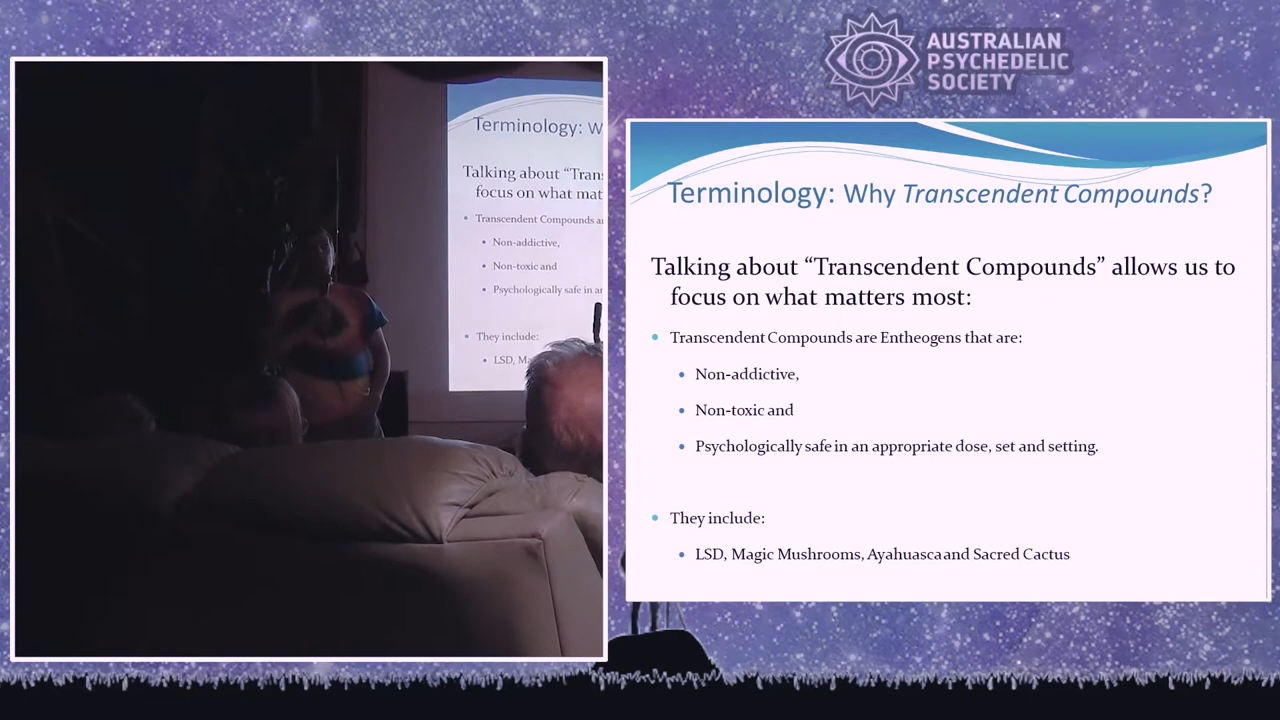 AUSTRALIAN
PSYCHEDELIC
SOCIETY
Terminology: W
Talking about “Trans
focus on what mat
Transcendent Compounds a
Non-addictive,
Non-toxic and
Psychologically safe in a
They include:
LSD, Ma
Terminology: Why Transcendent Compounds?
Talking about “Transcendent Compounds” allows us to
focus on what matters most:
Transcendent Compounds are Entheogens that are:
Non-addictive,
Non-toxic and
Psychologically safe in an appropriate dose, set and setting.
They include:
LSD, Magic Mushrooms, Ayahuasca and Sacred Cactus